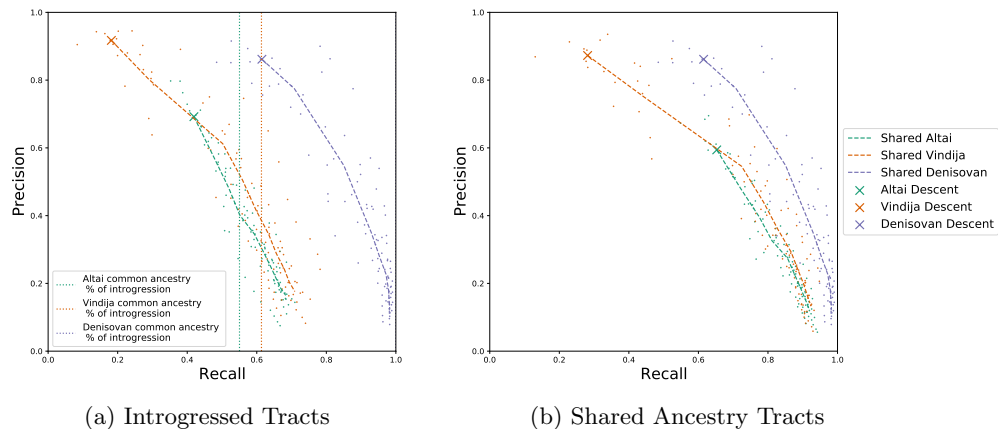 1.0
0.8
0.6
0.4
0.2
0.0
Precision
0.0 0.2 0.4 0.6 0.8 1.0
Recall
Altai common ancestry
% of introgression
Vindija common ancestry
% of introgression
Denisovan common ancestry
% of introgression
(a) Introgressed Tracts
1.0
0.8
0.6
0.4
0.2
0.0
Precision
0.0 0.2 0.4 0.6 0.8 1.0
Recall
(b) Shared Ancestry Tracts
Shared Altai
Shared Vindija
Shared Denisovan
Altai Descent
Vindija Descent
Denisovan Descent